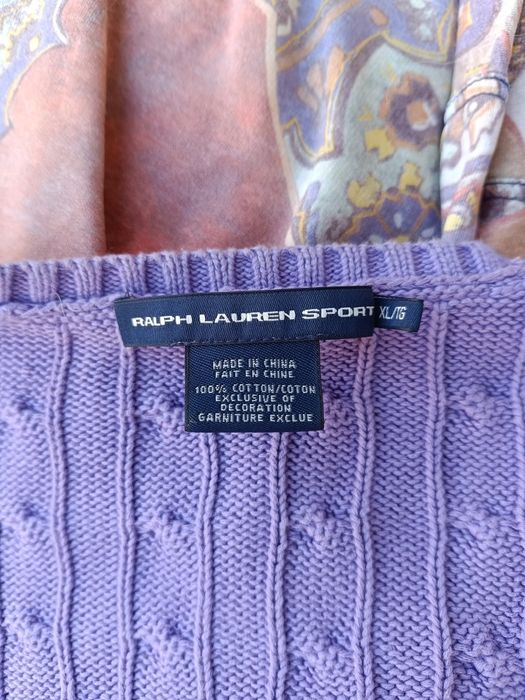 RALPH LAUREN SPORT XL/TG
MADE IN CHINA
FAIT EN CHINE
100% COTTON/COTON
EXCLUSIVE OF
DECORATION
GARNITURE EXCLUE